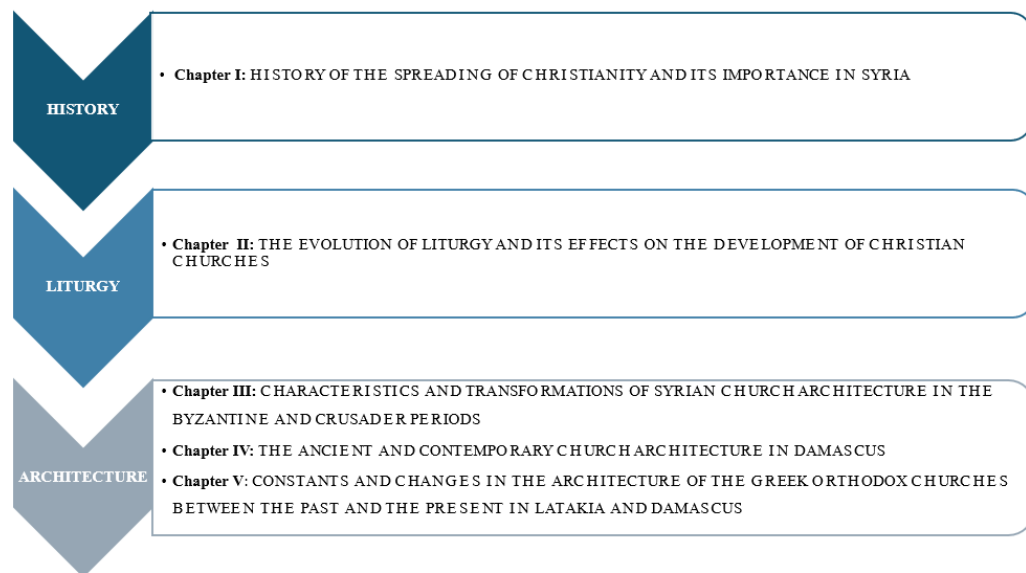 HISTORY
• Chapter I: HISTORY OF THE SPREADING OF CHRISTIANITY AND ITS IMPORTANCE IN SYRIA
LITURGY
• Chapter II: THE EVOLUTION OF LITURGY AND ITS EFFECTS ON THE DEVELOPMENT OF CHRISTIAN
CHURCHES
ARCHITECTURE
• Chapter III: CHARACTERISTICS AND TRANSFORMATIONS OF SYRIAN CHURCH ARCHITECTURE IN THE
BYZANTINE AND CRUSADER PERIODS
• Chapter IV: THE ANCIENT AND CONTEMPORARY CHURCH ARCHITECTURE IN DAMASCUS
• Chapter V: CONSTANTS AND CHANGES IN THE ARCHITECTURE OF THE GREEK ORTHODOX CHURCHES
BETWEEN THE PAST AND THE PRESENT IN LATAKIA AND DAMASCUS